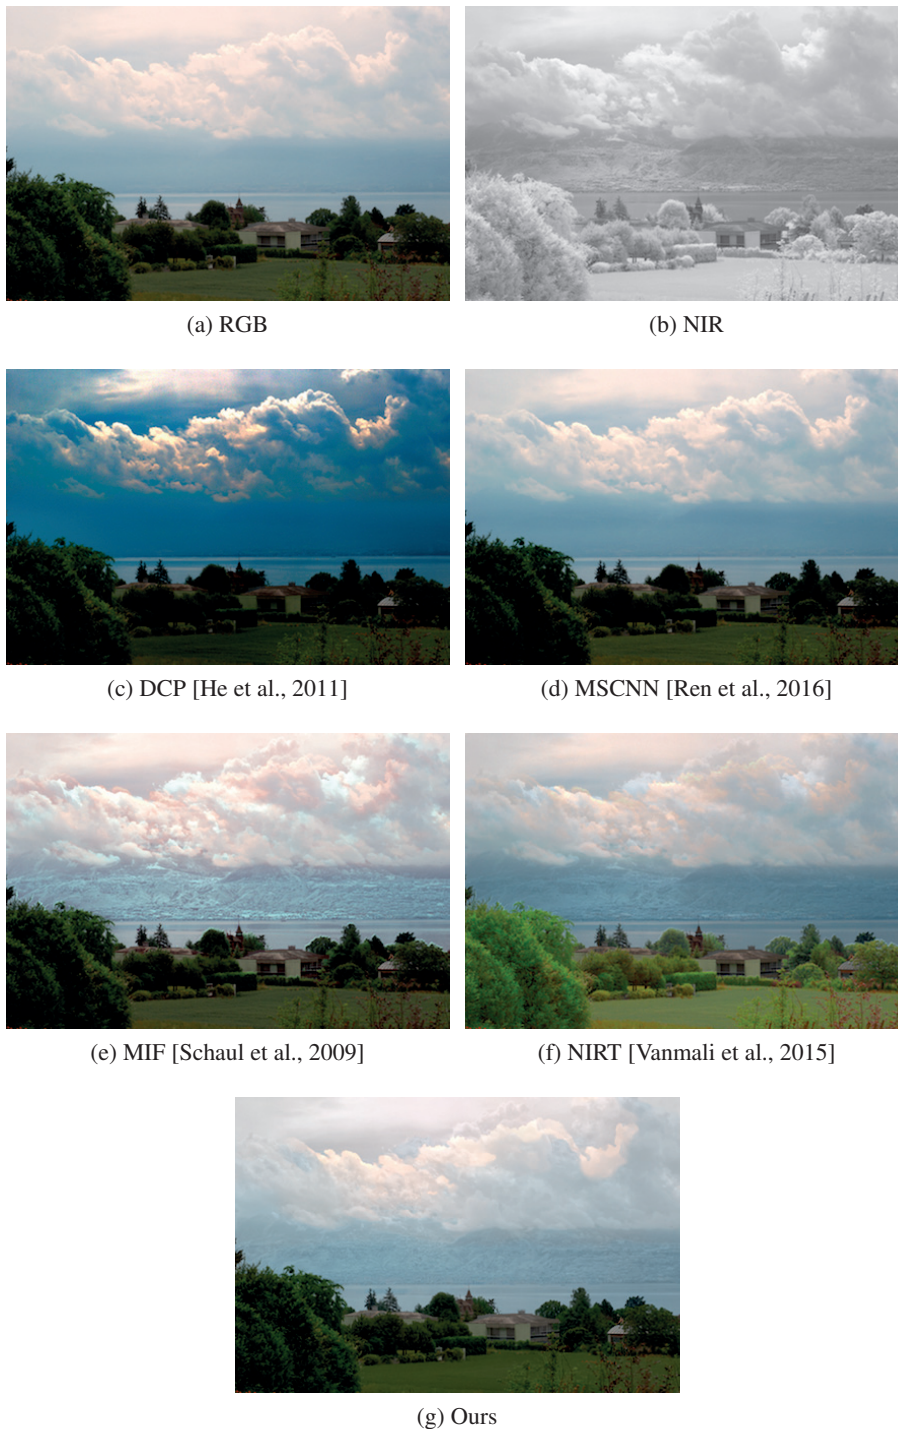 (a) RGB
(b) NIR
(c) DCP [He et al., 2011]
(d) MSCNN [Ren et al., 2016]
(e) MIF [Schaul et al., 2009]
(f) NIRT [Vanmali et al., 2015]
(g) Ours